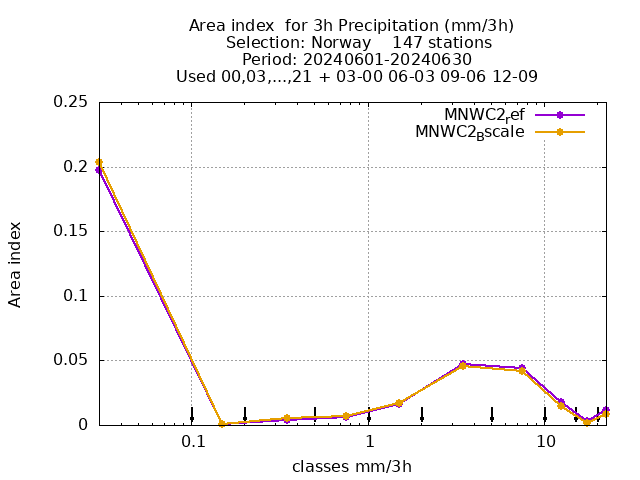 Area index  for 3h Precipitation (mm/3h)
Selection: Norway    147 stations
Period: 20240601-20240630
Used 00,03,...,21 + 03-00 06-03 09-06 12-09
MNWC2ref
MNWC2Bscale
0.25
0.2
0.15
0.1
0.05
0
Area index
0.1
1
10
classes mm/3h